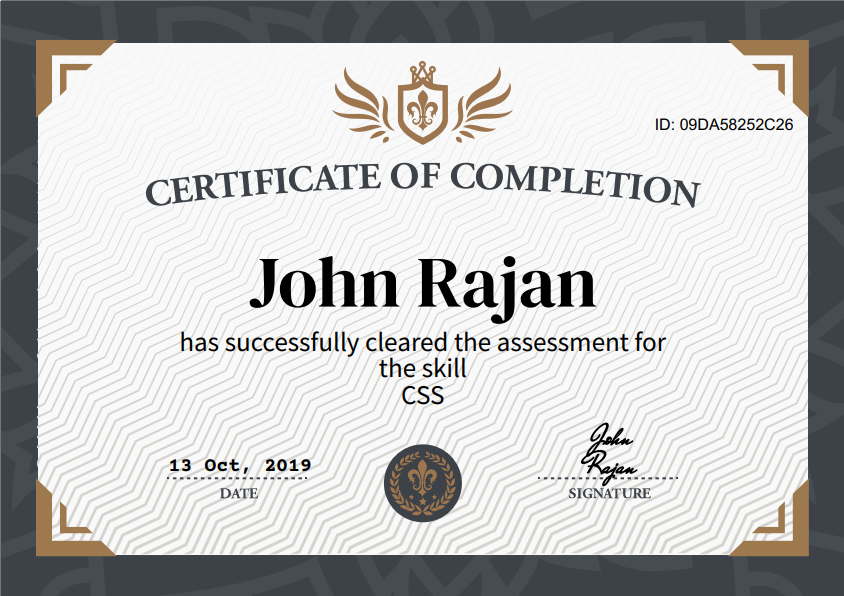 ID: 09DA58252C26
CERTIFICATE OF COMPLETION
John Rajan
has successfully cleared the assessment for
the skill
CSS
John
Rajan
13 Oct, 2019
DATE
SIGNATURE